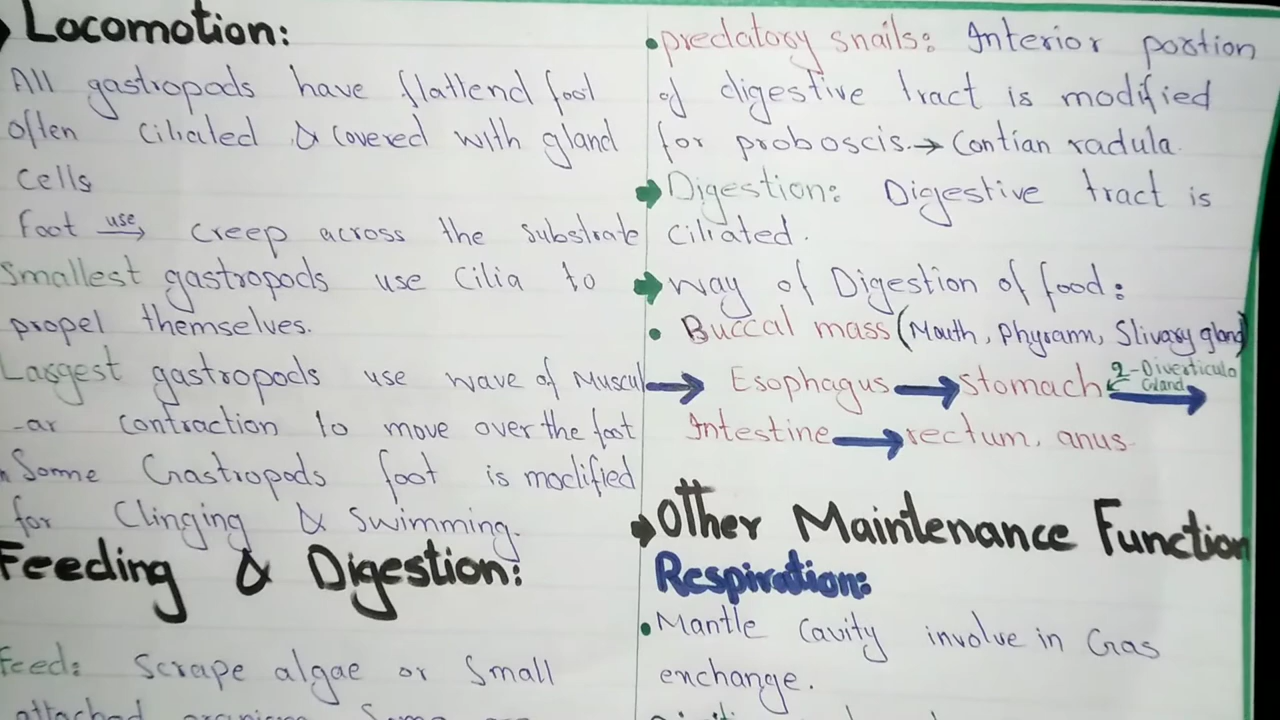 Locomotion:
All gastropods have flattend foot
often ciliated & covered with gland
cells
foot use → creep across the substrate
Smallest gastropods use Cilia to
propel themselves.
Largest gastropods use wave of Muscul
-ar contraction to move over the foot
Some Gastropods foot is modified
for Clinging & Swimming.
Feeding & Digestion:
Feed: Scrape algae or Small
attached
• predatory snails: Interior portion
of digestive tract is modified
for proboscis. → Contian radula.
→ Digestion: Digestive tract is
ciliated.
→ way of Digestion of food:
• Buccal mass (Mouth, Phyrann, Slivary gland)
→ Esophagus → stomach 2-Diverticulo Gland →
Intestine → rectum, anus
→ Other Maintenance Function
Respiration:
• Mantle Cavity involve in Gas
exchange.